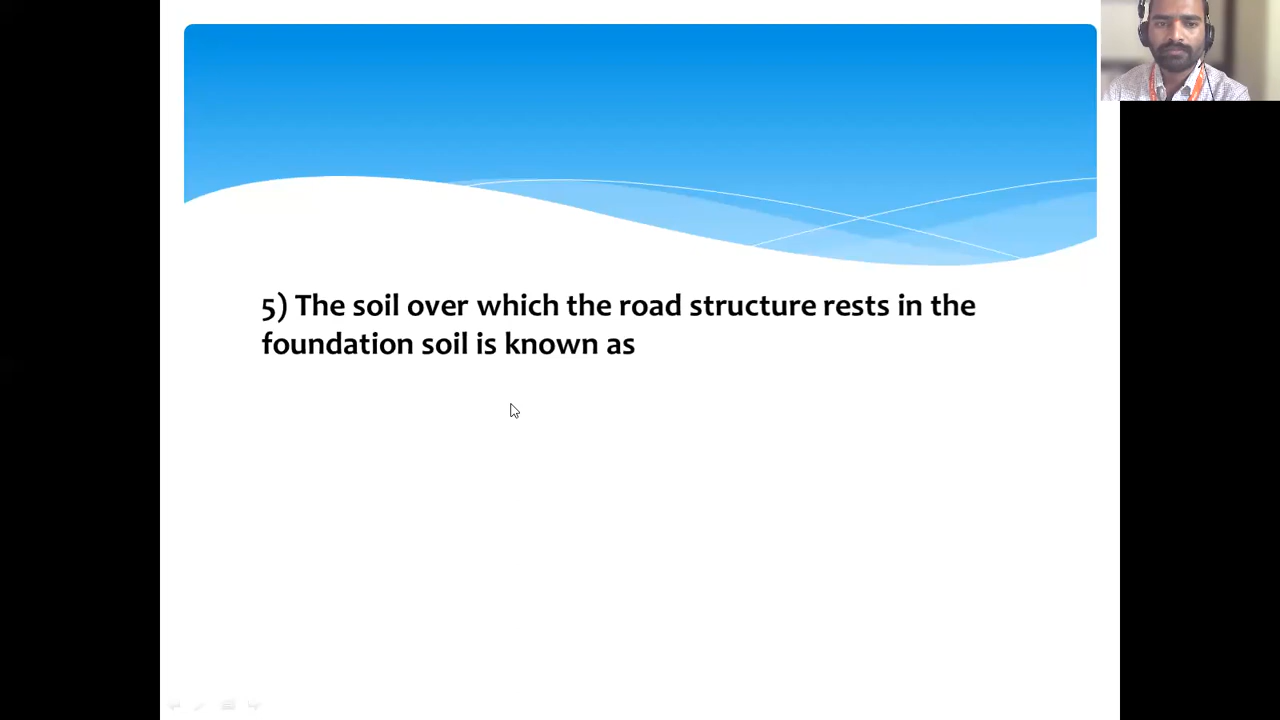 5) The soil over which the road structure rests in the
foundation soil is known as